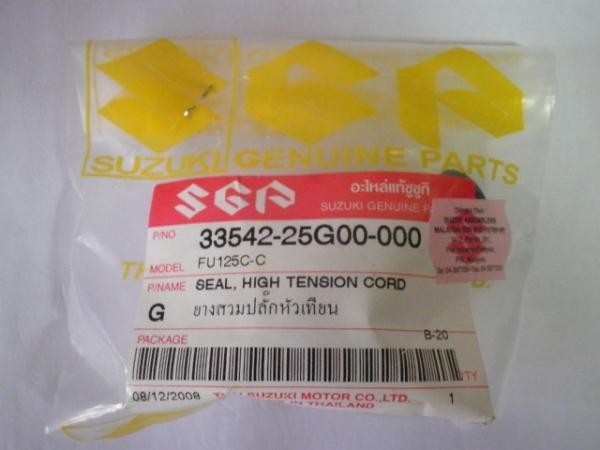 SGP
SUZUKI GENUINE PARTS
SGP
อะไหล่แท้ซูซูกิ
SUZUKI GENUINE
P/NO 33542-25G00-000
MODEL FU125C-C
P/NAME SEAL, HIGH TENSION CORD
G ยางสวมปลั๊กหัวเทียน
PACKAGE B-20
08/12/2008 THAI SUZUKI MOTOR CO.,LTD. 1
IN THAILAND